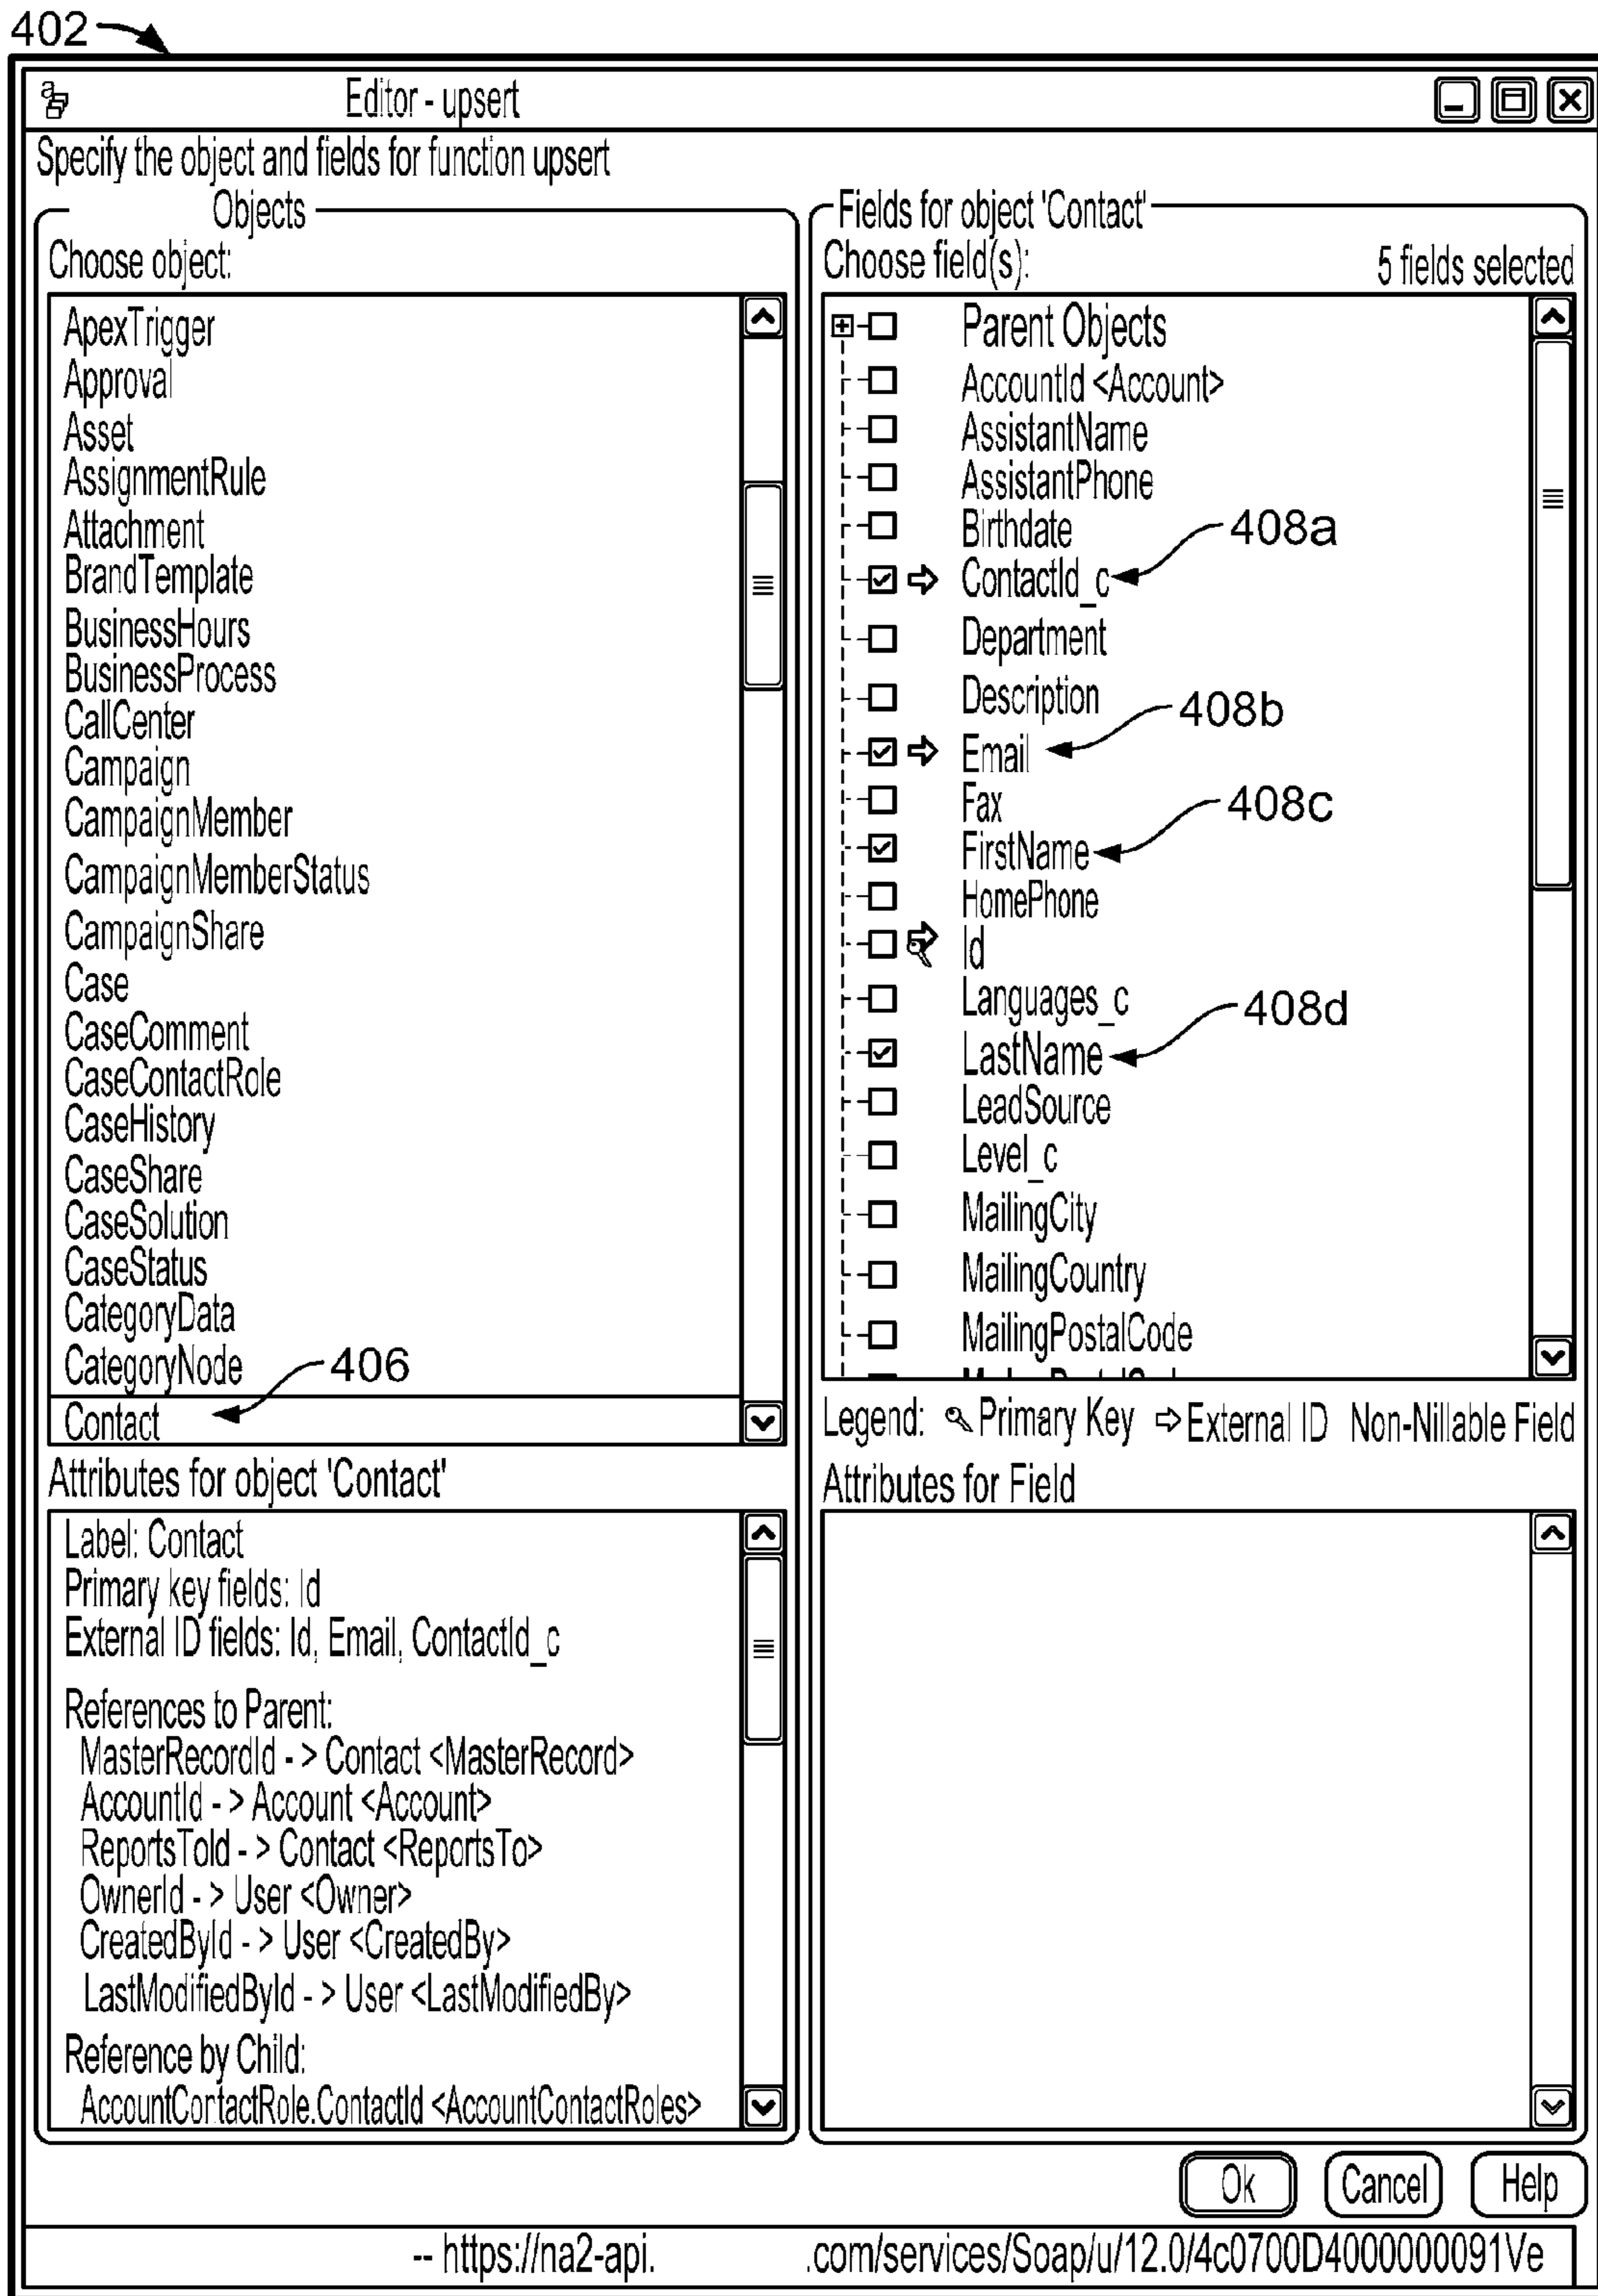 402
Editor - upsert
Specify the object and fields for function upsert
Objects
Choose object:
ApexTrigger
Approval
Asset
AssignmentRule
Attachment
BrandTemplate
BusinessHours
BusinessProcess
CallCenter
Campaign
CampaignMember
CampaignMemberStatus
CampaignShare
Case
CaseComment
CaseContactRole
CaseHistory
CaseShare
CaseSolution
CaseStatus
CategoryData
CategoryNode
406
Contact
Attributes for object 'Contact'
Label: Contact
Primary key fields: Id
External ID fields: Id, Email, ContactId_c
References to Parent:
MasterRecordId - > Contact <MasterRecord>
AccountId - > Account <Account>
ReportsToId - > Contact <ReportsTo>
OwnerId - > User <Owner>
CreatedById - > User <CreatedBy>
LastModifiedById - > User <LastModifiedBy>
Reference by Child:
AccountContactRole.ContactId <AccountContactRoles>
Fields for object 'Contact'
Choose field(s): 5 fields selected
Parent Objects
AccountId <Account>
AssistantName
AssistantPhone
Birthdate
408a
ContactId_c
Department
Description
408b
Email
Fax
408c
FirstName
HomePhone
Id
Languages_c
408d
LastName
LeadSource
Level_c
MailingCity
MailingCountry
MailingPostalCode
Legend: Primary Key External ID Non-Nillable Field
Attributes for Field
Ok Cancel Help
-- https://na2-api. .com/services/Soap/u/12.0/4c0700D4000000091Ve